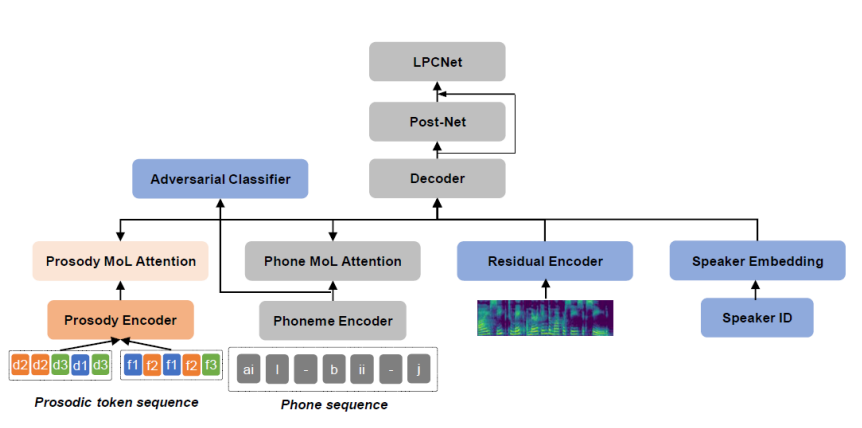 LPCNet
Post-Net
Decoder
Adversarial Classifier
Prosody MoL Attention
Phone MoL Attention
Residual Encoder
Speaker Embedding
Prosody Encoder
Phoneme Encoder
Speaker ID
d2 d2 d3 d1 d3 f1 f2 f1 f2 f3
ai l - b ii - j
Prosodic token sequence
Phone sequence